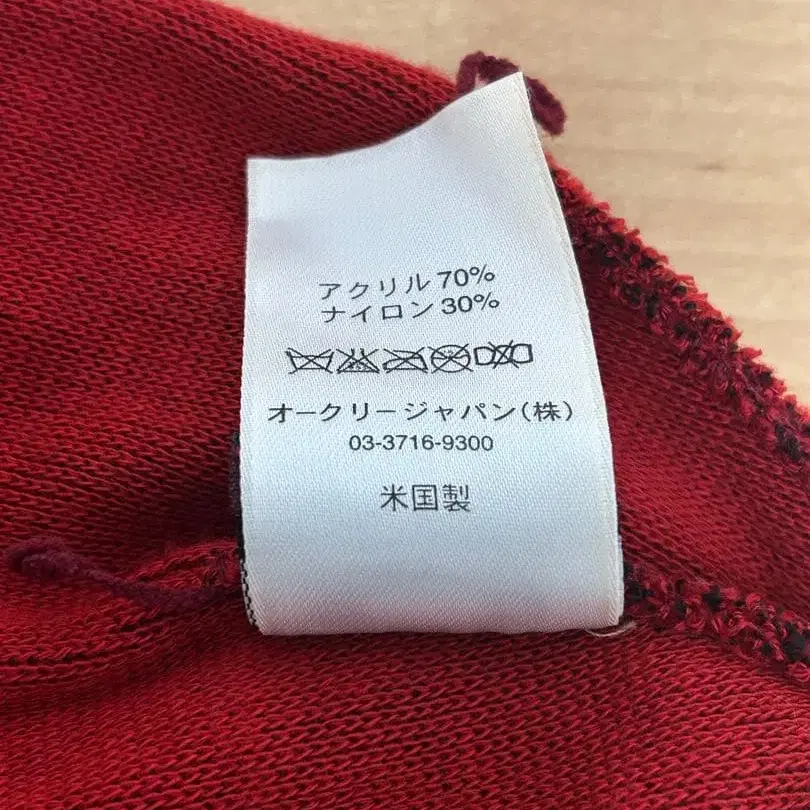 アクリル 70%
ナイロン 30%
オークリージャパン(株)
03-3716-9300
米国製